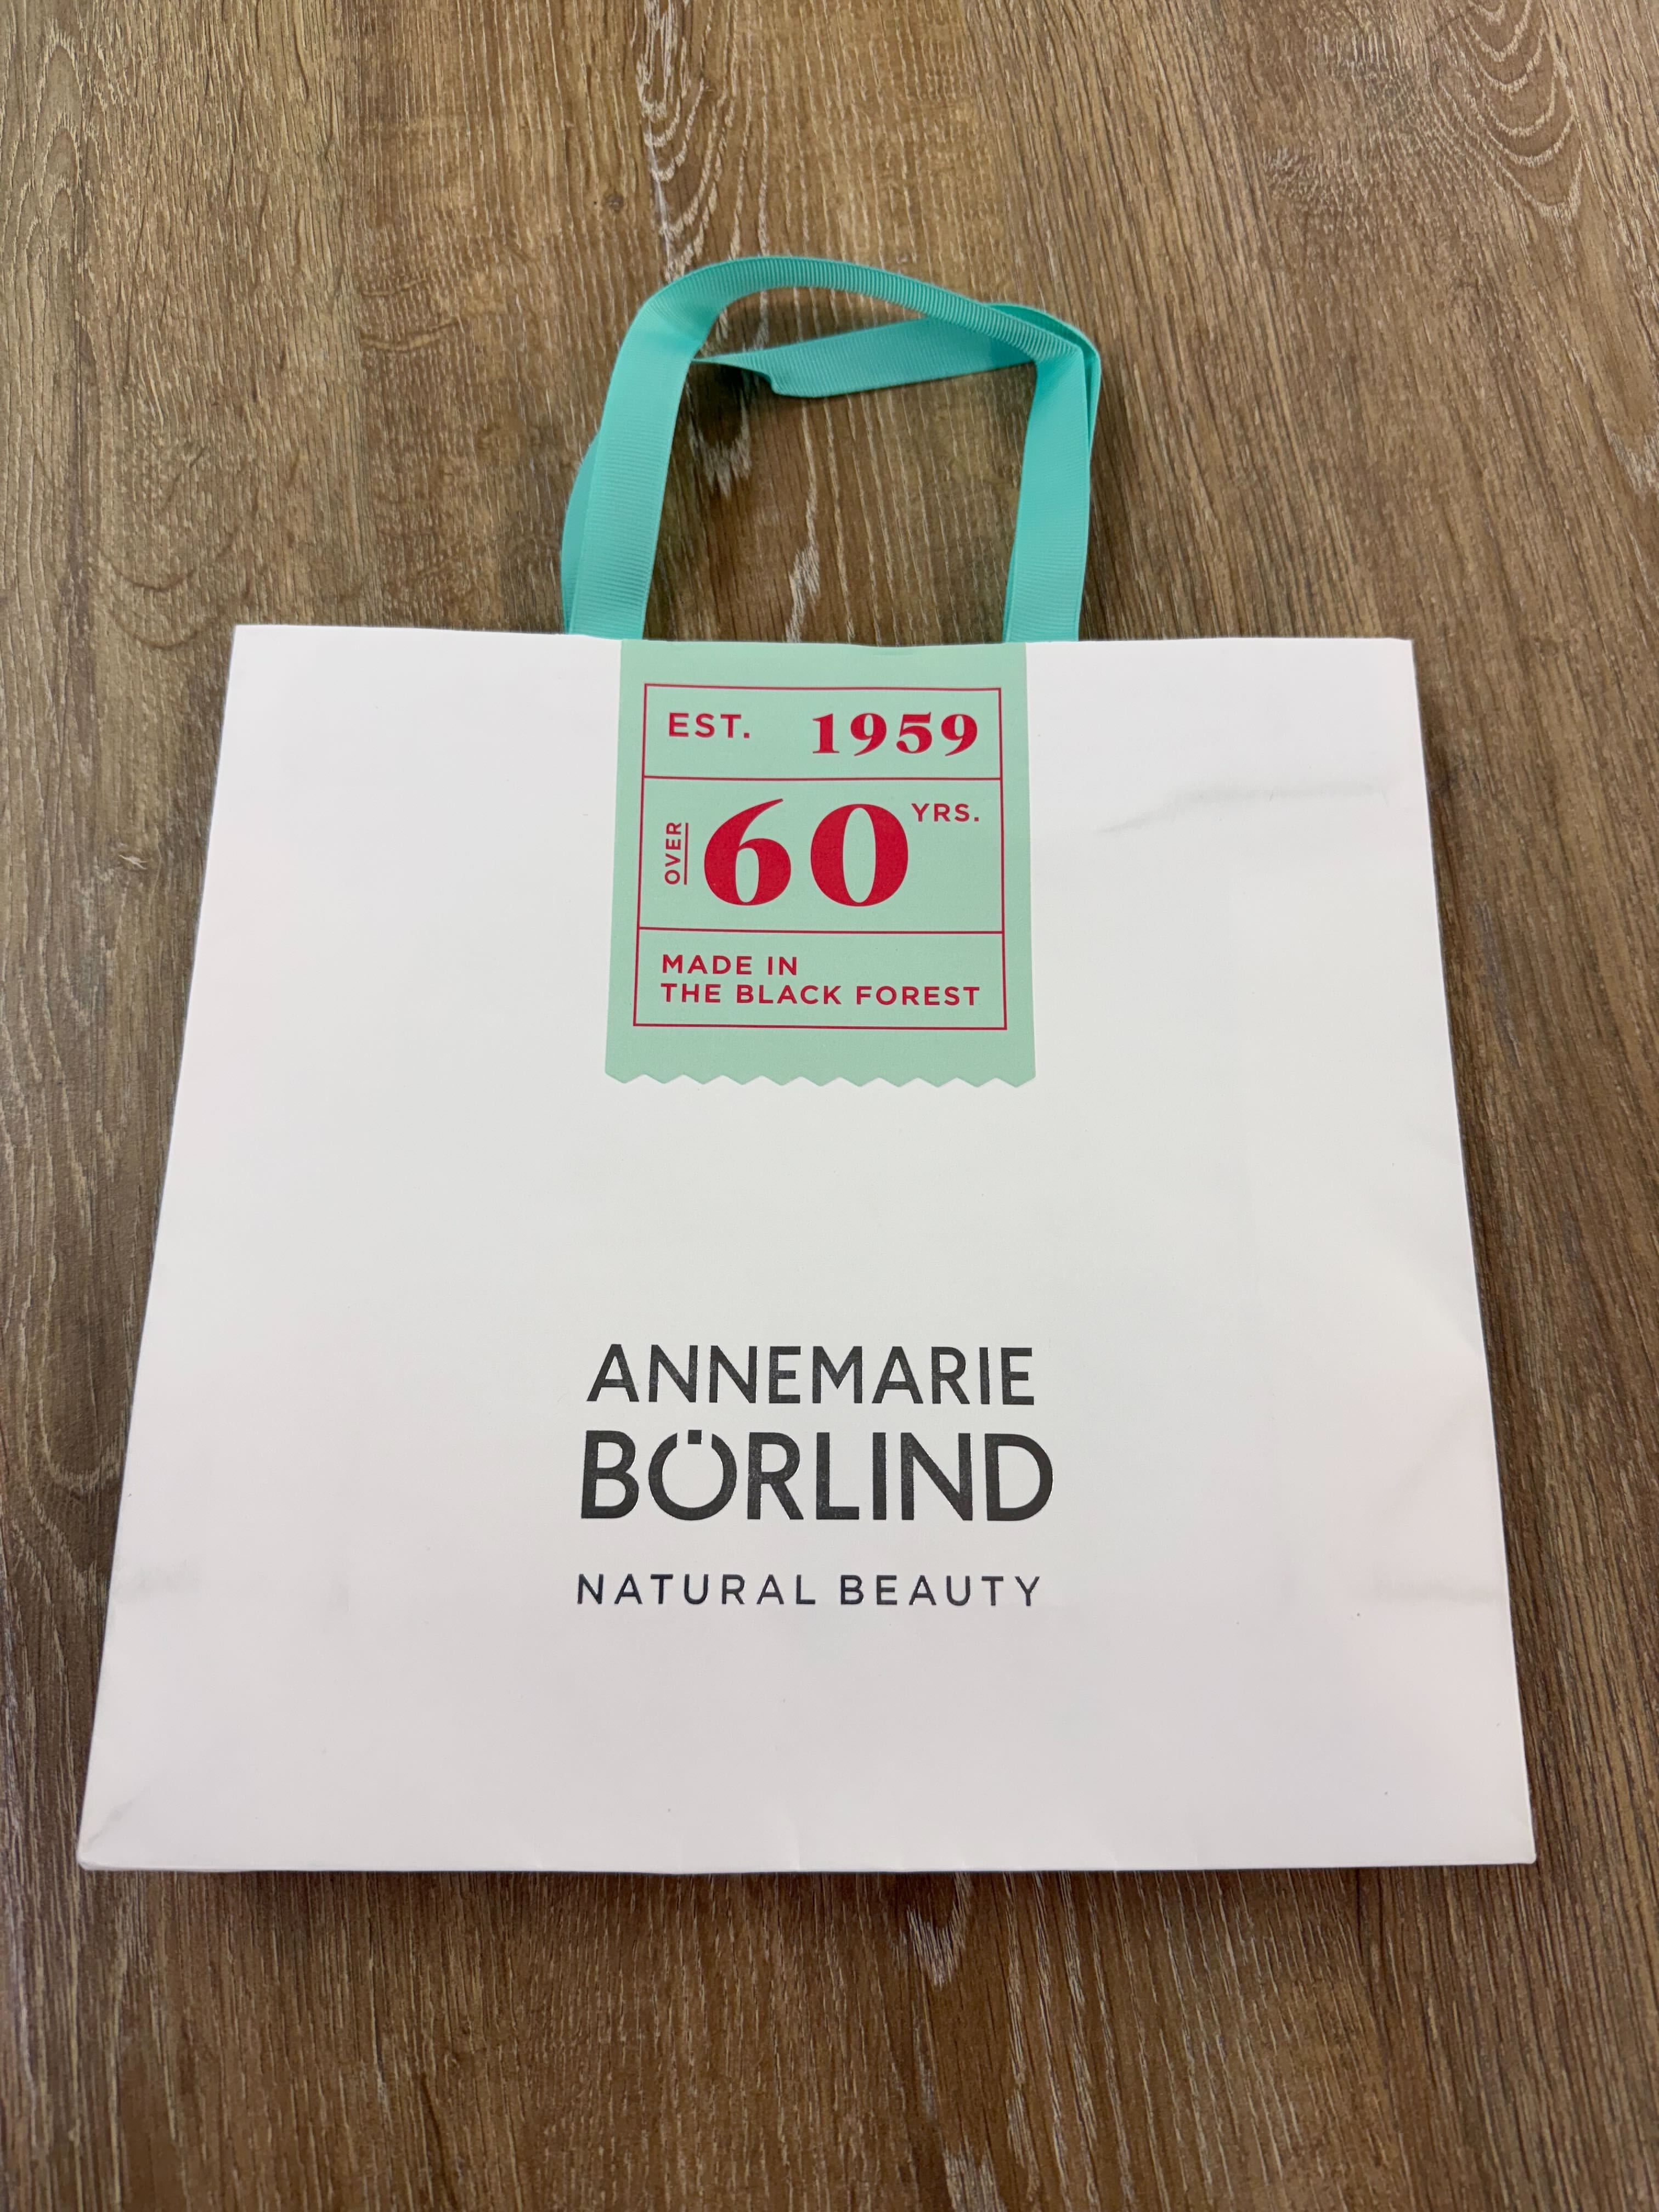 EST. 1959
OVER 60 YRS.
MADE IN
THE BLACK FOREST
ANNEMARIE
BÖRLIND
NATURAL BEAUTY